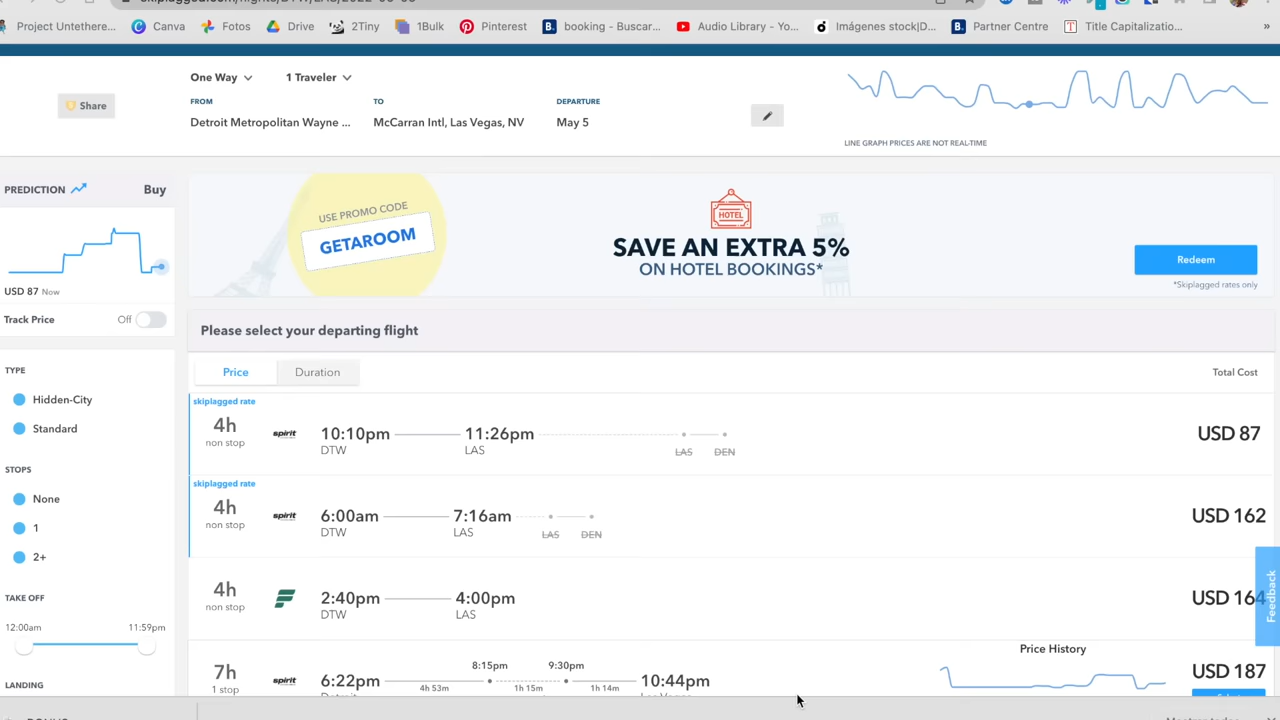 Project Untethere...
Canva
Fotos
Drive
2Tiny
1Bulk
Pinterest
booking - Buscar...
Audio Library - Yo...
Imágenes stock|D...
Partner Centre
Title Capitalizatio...
»
Share
One Way
1 Traveler
FROM
TO
DEPARTURE
Detroit Metropolitan Wayne ...
McCarran Intl, Las Vegas, NV
May 5
LINE GRAPH PRICES ARE NOT REAL-TIME
PREDICTION
Buy
USD 87 Now
Track Price
Off
TYPE
Hidden-City
Standard
STOPS
None
1
2+
TAKE OFF
12:00am
11:59pm
LANDING
USE PROMO CODE
GETAROOM
HOTEL
SAVE AN EXTRA 5%
ON HOTEL BOOKINGS*
Redeem
*Skiplagged rates only
Please select your departing flight
Price
Duration
Total Cost
skiplagged rate
4h
non stop
spirit
10:10pm
DTW
11:26pm
LAS
LAS
DEN
USD 87
skiplagged rate
4h
non stop
spirit
6:00am
DTW
7:16am
LAS
LAS
DEN
USD 162
4h
non stop
2:40pm
DTW
4:00pm
LAS
USD 164
Feedback
7h
1 stop
spirit
6:22pm
4h 53m
8:15pm
1h 15m
9:30pm
1h 14m
10:44pm
Price History
USD 187